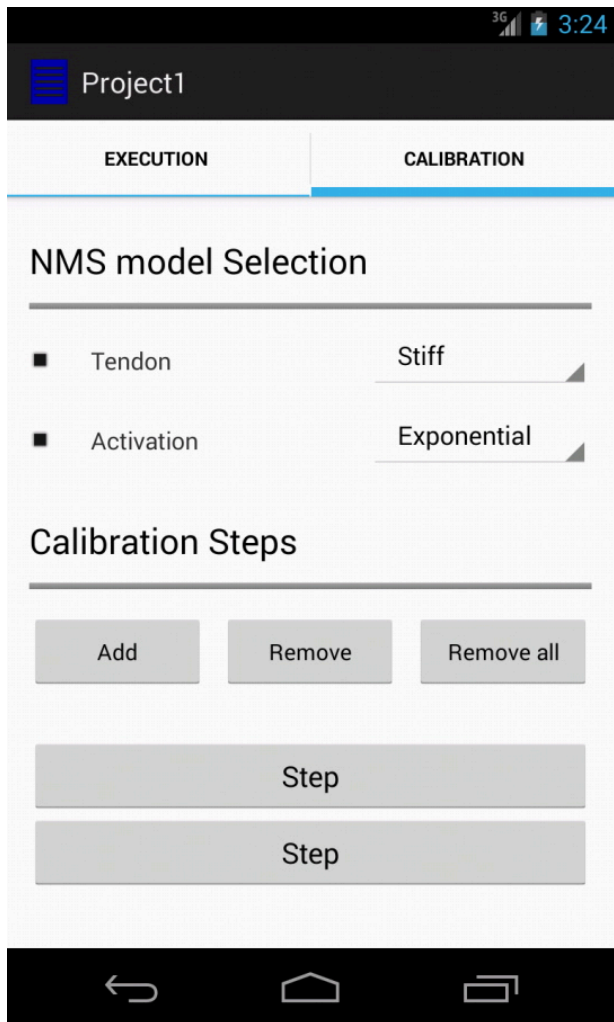 3G 3:24
Project1
EXECUTION CALIBRATION
NMS model Selection
Tendon Stiff
Activation Exponential
Calibration Steps
Add Remove Remove all
Step
Step